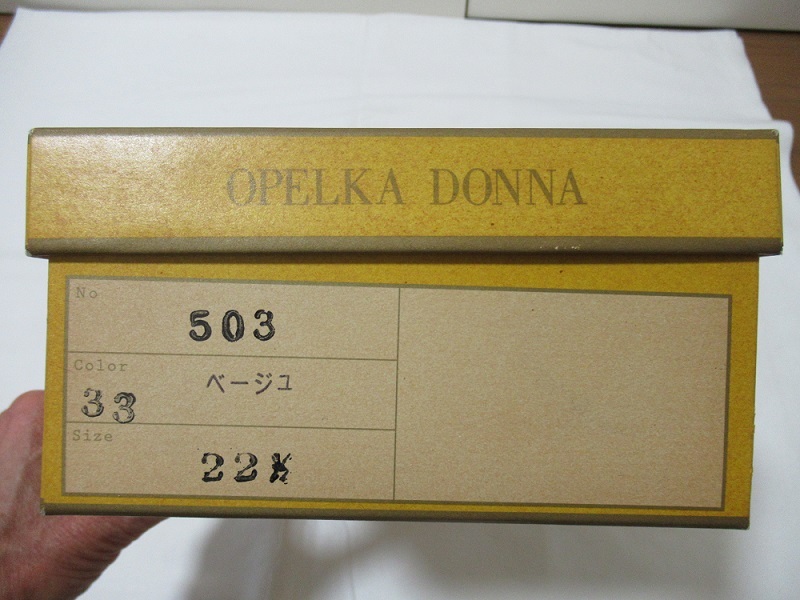 OPELKA DONNA
No
503
Color
33 ベージュ
Size
22½